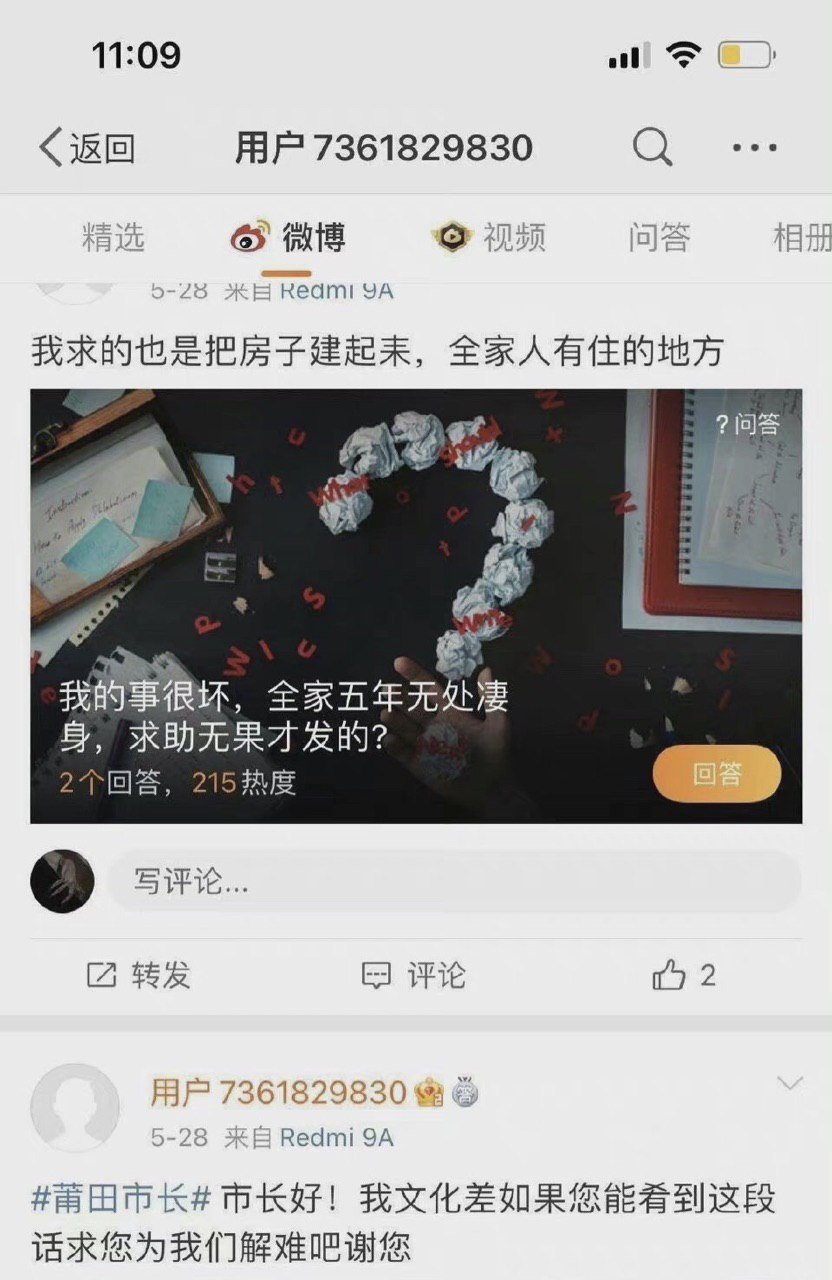 11:09
返回
用户7361829830
精选
微博
视频
问答
相册
5-28 来自 Redmi 9A
我求的也是把房子建起耒，全家人有住的地方
?问答
我的事很坏，全家五年无处凄
身，求助无果才发的?
2个回答，215热度
回答
写评论...
转发
评论
2
用户7361829830
5-28 来自 Redmi 9A
#莆田市长# 市长好！我文化差如果您能看到这段
话求您为我们解难吧谢您